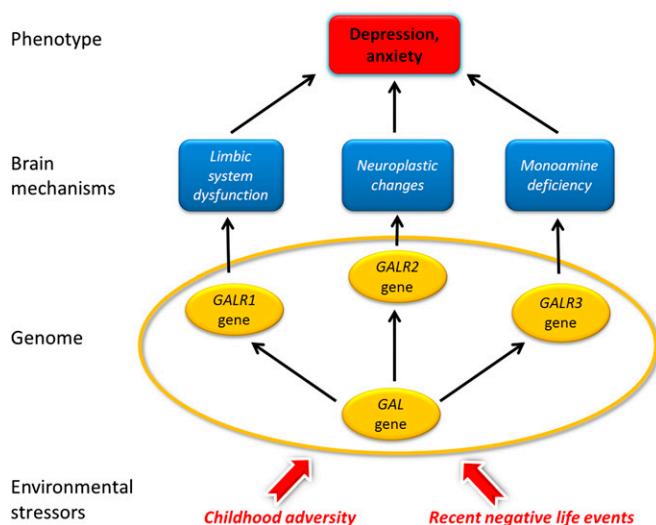 Phenotype
Depression,
anxiety
Brain
mechanisms
Limbic
system
dysfunction
Neuroplastic
changes
Monoamine
deficiency
Genome
GALR1
gene
GALR2
gene
GALR3
gene
GAL
gene
Environmental
stressors
Childhood adversity
Recent negative life events